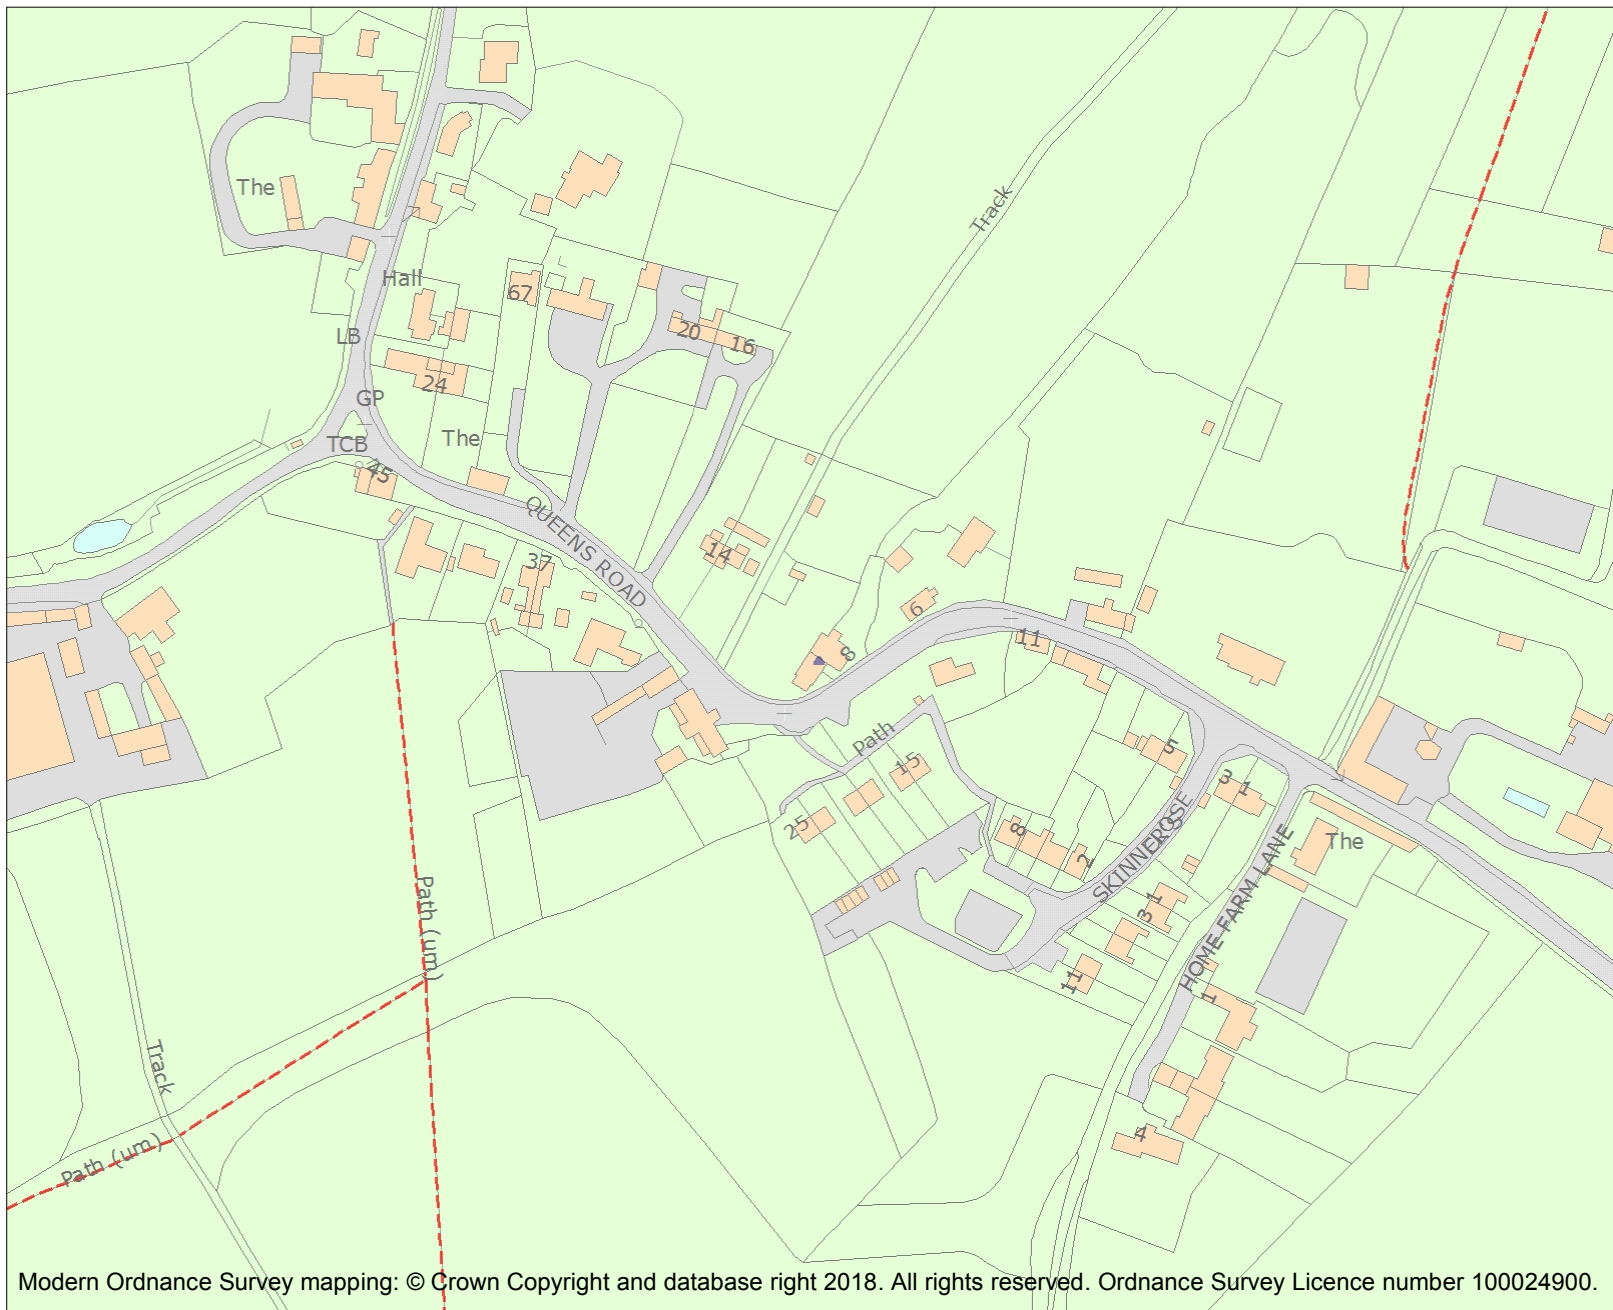 The
Track
Hall
67
20
16
LB
24
GP
The
TCB
45
QUEENS ROAD
14
37
6
11
8
Path
5
15
3
1
25
SKINNERS
ROSE
HOME FARM LANE
The
8
2
1
3
11
Path (um)
1
Track
4
Path (um)
Modern Ordnance Survey mapping: © Crown Copyright and database right 2018. All rights reserved. Ordnance Survey Licence number 100024900.